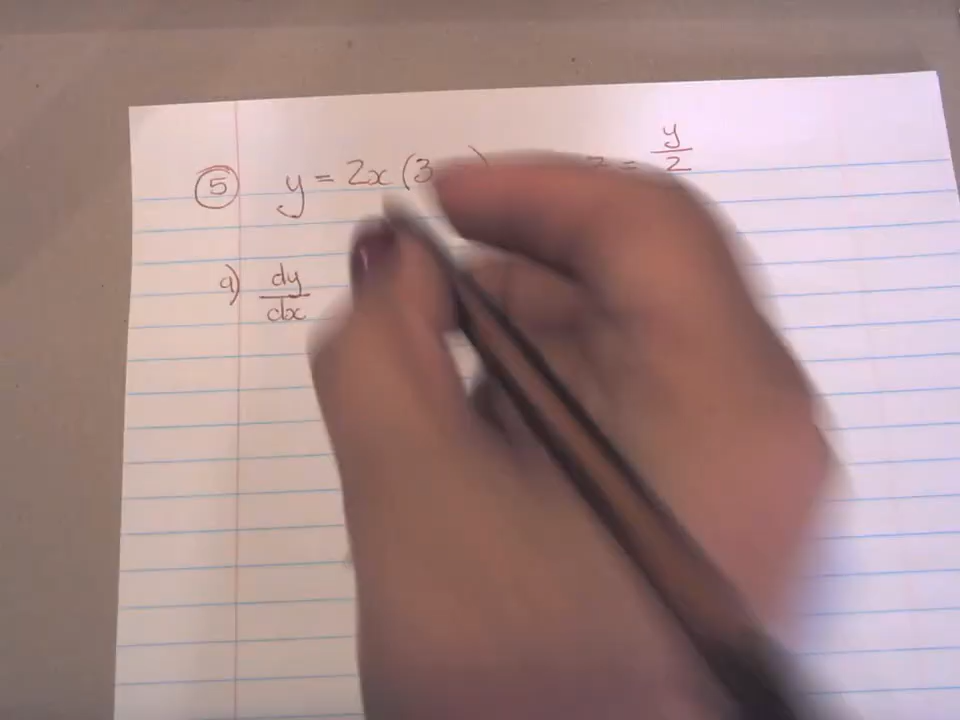 5 y = 2x (3 ) = y/2
a) dy/dx